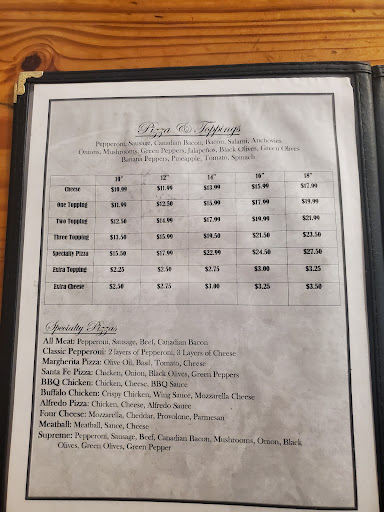 Pizza & Toppings
Pepperoni, Sausage, Canadian Bacon, Bacon, Salami, Anchovies,
Onions, Mushrooms, Green Peppers, Jalapeños, Black Olives, Green Olives
Banana Peppers, Pineapple, Tomato, Spinach
10" 12" 14" 16" 18"
Cheese $10.99 $11.99 $13.99 $15.99 $17.99
One Topping $11.99 $12.50 $15.99 $17.99 $19.99
Two Topping $12.50 $14.99 $17.99 $19.99 $21.99
Three Topping $13.50 $15.99 $19.50 $21.50 $23.50
Specialty Pizza $15.50 $17.99 $22.99 $24.50 $27.50
Extra Topping $2.25 $2.50 $2.75 $3.00 $3.25
Extra Cheese $2.50 $2.75 $3.00 $3.25 $3.50
Specialty Pizzas
All Meat: Pepperoni, Sausage, Beef, Canadian Bacon
Classic Pepperoni: 2 layers of Pepperoni, 3 Layers of Cheese
Margherita Pizza: Olive Oil, Basil, Tomato, Cheese
Santa Fe Pizza: Chicken, Onion, Black Olives, Green Peppers
BBQ Chicken: Chicken, Cheese, BBQ Sauce
Buffalo Chicken: Crispy Chicken, Wing Sauce, Mozzarella Cheese
Alfredo Pizza: Chicken, Cheese, Alfredo Sauce
Four Cheese: Mozzarella, Cheddar, Provolone, Parmesan
Meatball: Meatball, Sauce, Cheese
Supreme: Pepperoni, Sausage, Beef, Canadian Bacon, Mushrooms, Onion, Black
Olives, Green Olives, Green Pepper